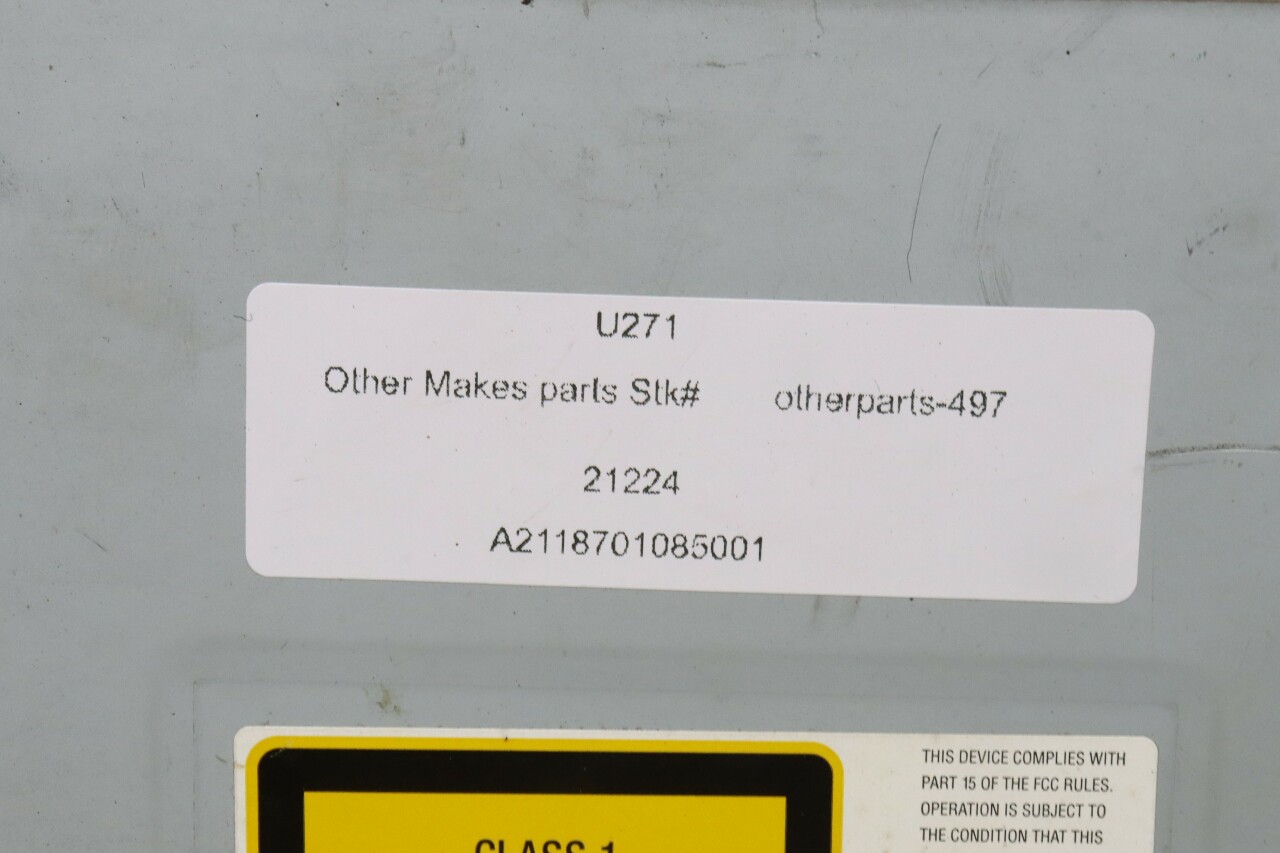 U271
Other Makes parts Stk# otherparts-497
21224
A2118701085001
CLASS 1
THIS DEVICE COMPLIES WITH
PART 15 OF THE FCC RULES.
OPERATION IS SUBJECT TO
THE CONDITION THAT THIS